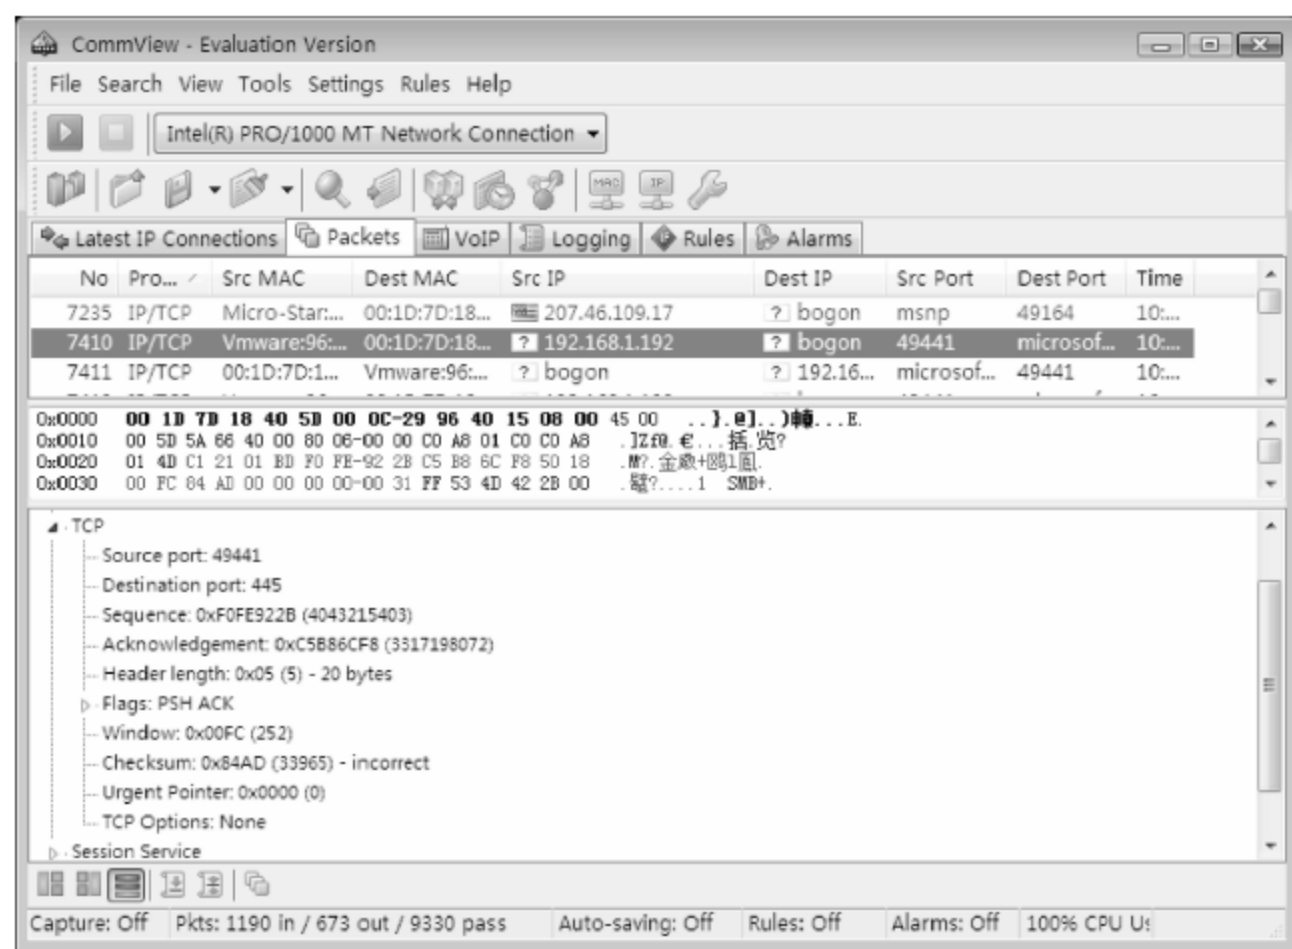 CommView - Evaluation Version
File Search View Tools Settings Rules Help
Intel(R) PRO/1000 MT Network Connection
Latest IP Connections Packets VoIP Logging Rules Alarms
No Pro... Src MAC Dest MAC Src IP Dest IP Src Port Dest Port Time
7235 IP/TCP Micro-Star:... 00:1D:7D:18... 207.46.109.17 ? bogon msnp 49164 10:...
7410 IP/TCP Vmware:96:... 00:1D:7D:18... ? 192.168.1.192 ? bogon 49441 microsof... 10:...
7411 IP/TCP 00:1D:7D:1... Vmware:96:... ? bogon ? 192.16... microsof... 49441 10:...
0x0000 00 1D 7D 18 40 5D 00 0C-29 96 40 15 08 00 45 00 ..}.@]..)...E.
0x0010 00 5D 5A 66 40 00 80 06-00 00 C0 A8 01 C0 C0 A8 .]Zf@.€...括.览?
0x0020 01 4D C1 21 01 BD F0 FE-92 2B C5 B8 6C F8 50 18 .M?.金
0x0030 00 FC 84 AD 00 00 00 00-00 31 FF 53 4D 42 2B 00 ?....1 SMB+.
TCP
Source port: 49441
Destination port: 445
Sequence: 0xF0FE922B (4043215403)
Acknowledgement: 0xC5B86CF8 (3317198072)
Header length: 0x05 (5) - 20 bytes
Flags: PSH ACK
Window: 0x00FC (252)
Checksum: 0x84AD (33965) - incorrect
Urgent Pointer: 0x0000 (0)
TCP Options: None
Session Service
Capture: Off Pkts: 1190 in / 673 out / 9330 pass Auto-saving: Off Rules: Off Alarms: Off 100% CPU